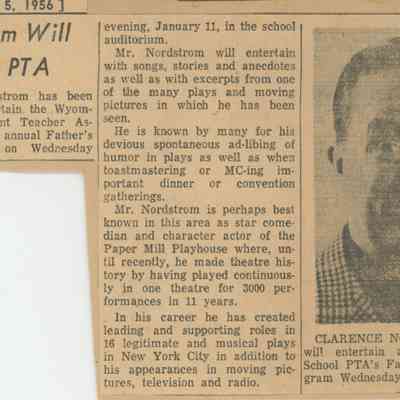 5, 1956]
m Will
PTA
strom has been
rtain the Wyom-
nt Teacher As-
annual Father's
on Wednesday
evening, January 11, in the school
auditorium.
Mr. Nordstrom will entertain
with songs, stories and anecdotes
as well as with excerpts from one
of the many plays and moving
pictures in which he has been
seen.
He is known by many for his
devious spontaneous ad-libing of
humor in plays as well as when
toastmastering or MC-ing im-
portant dinner or convention
gatherings.
Mr. Nordstrom is perhaps best
known in this area as star come-
dian and character actor of the
Paper Mill Playhouse where, un-
til recently, he made theatre his-
tory by having played continuous-
ly in one theatre for 3000 per-
formances in 11 years.
In his career he has created
leading and supporting roles in
16 legitimate and musical plays
in New York City in addition to
his appearances in moving pic-
tures, television and radio.
CLARENCE N
will entertain
School PTA's Fa
gram Wednesday